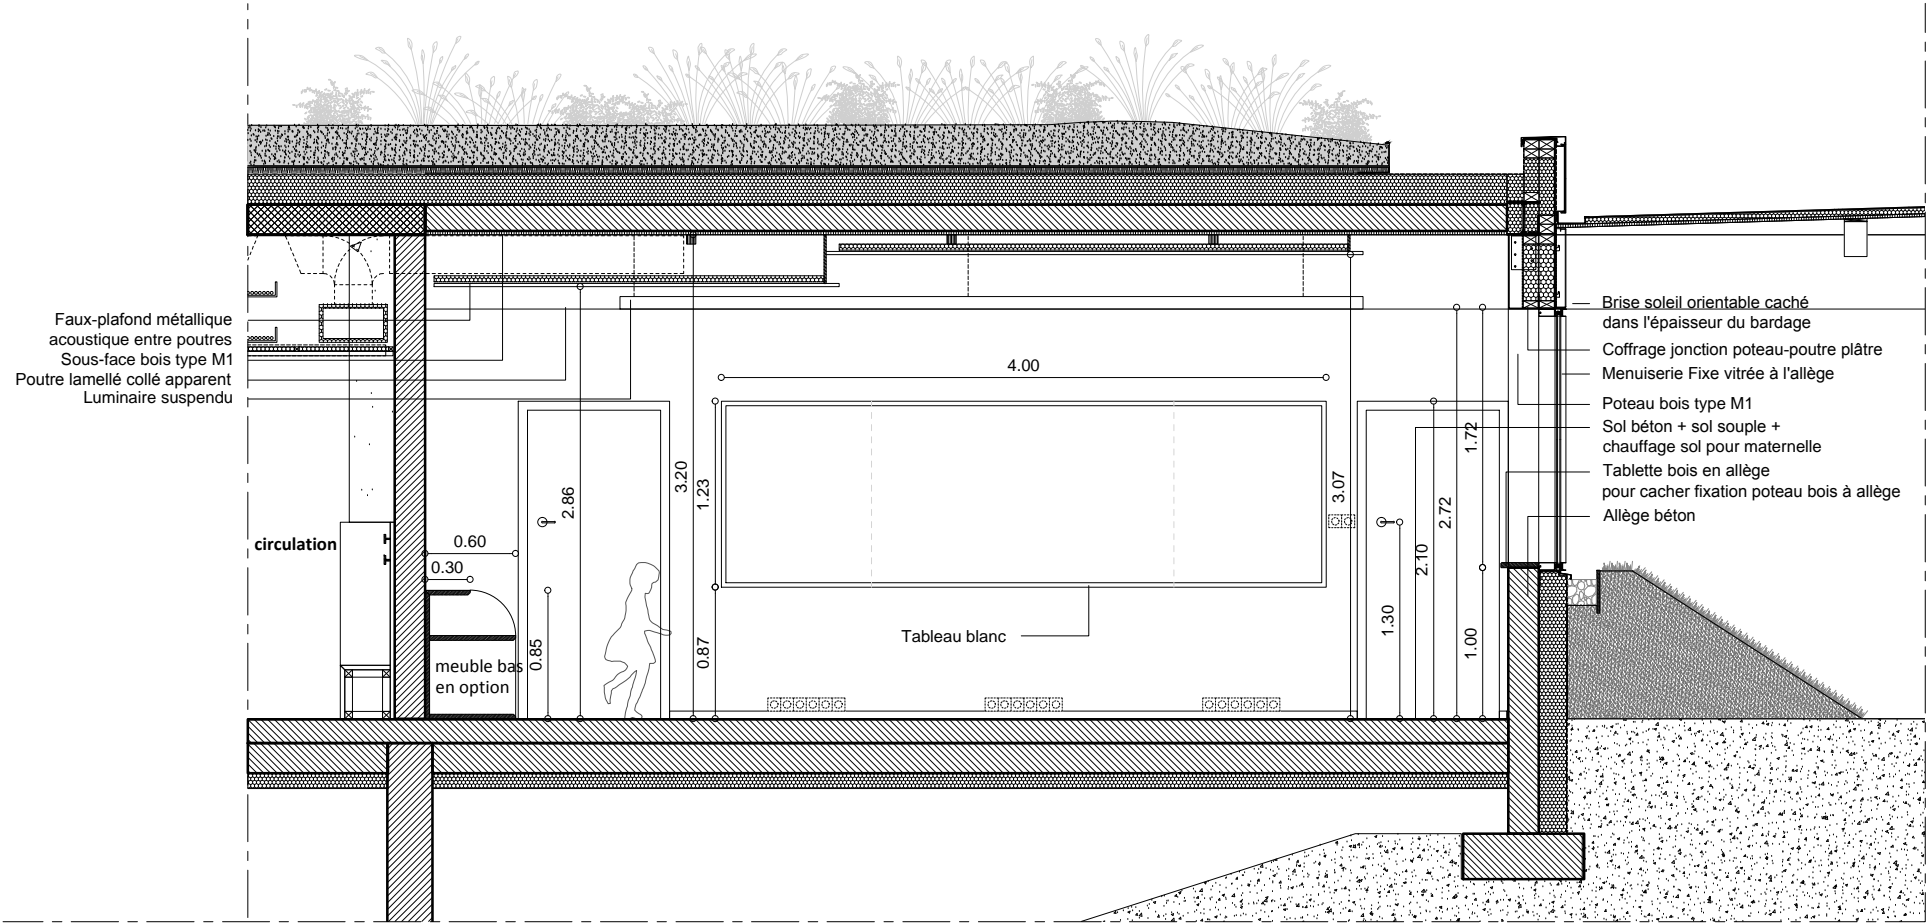 Faux-plafond métallique
acoustique entre poutres
Sous-face bois type M1
Poutre lamellé collé apparent
Luminaire suspendu
circulation
0.60
0.30
meuble bas
en option
0.85
2.86
3.20
1.23
0.87
4.00
Tableau blanc
3.07
1.30
2.10
2.72
1.72
1.00
Brise soleil orientable caché
dans l'épaisseur du bardage
Coffrage jonction poteau-poutre plâtre
Menuiserie Fixe vitrée à l'allège
Poteau bois type M1
Sol béton + sol souple +
chauffage sol pour maternelle
Tablette bois en allège
pour cacher fixation poteau bois à allège
Allège béton